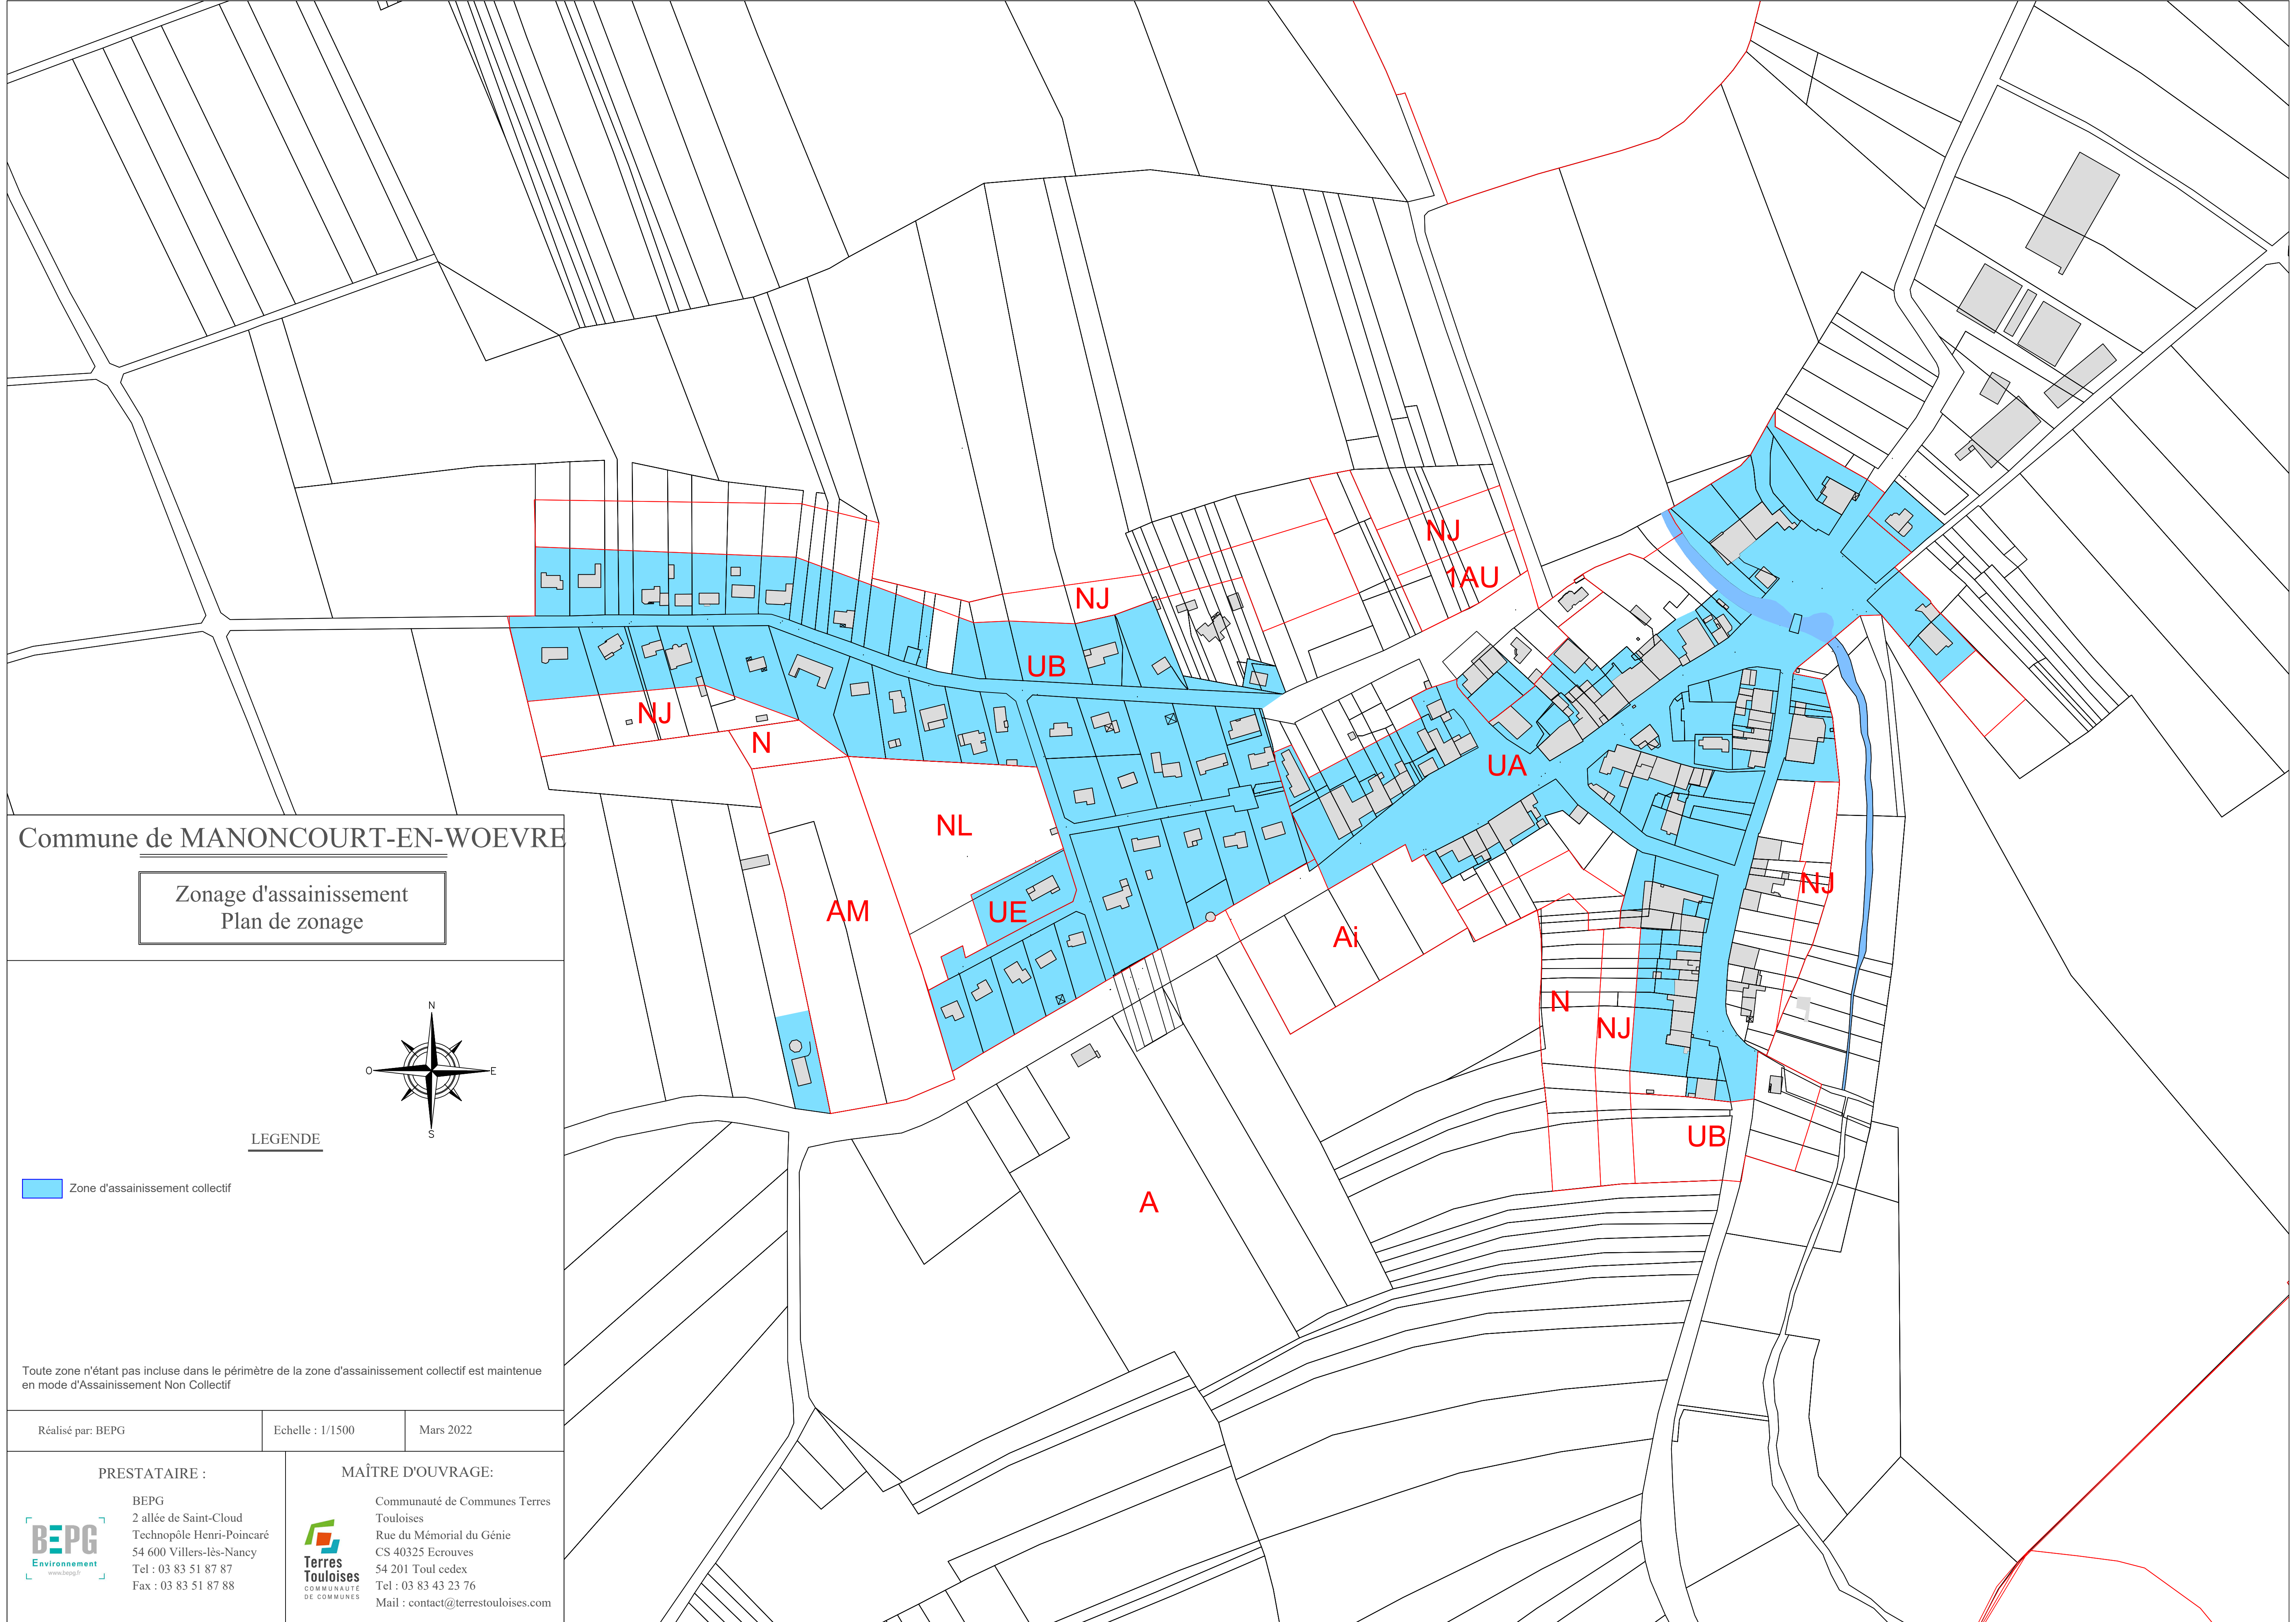 NJ
1AU
NJ
UB
NJ
N
UA
NL
AM
UE
Ai
NJ
N
NJ
UB
A
Commune de MANONCOURT-EN-WOEVRE
Zonage d'assainissement
Plan de zonage
N
O
E
S
LEGENDE
Zone d'assainissement collectif
Toute zone n'étant pas incluse dans le périmètre de la zone d'assainissement collectif est maintenue
en mode d'Assainissement Non Collectif
Réalisé par: BEPG
Echelle : 1/1500
Mars 2022
PRESTATAIRE :
BEPG
2 allée de Saint-Cloud
Technopôle Henri-Poincaré
54 600 Villers-lès-Nancy
Tel : 03 83 51 87 87
Fax : 03 83 51 87 88
BEPG
Environnement
www.bepg.fr
MAÎTRE D'OUVRAGE:
Communauté de Communes Terres
Touloises
Rue du Mémorial du Génie
CS 40325 Ecrouves
54 201 Toul cedex
Tel : 03 83 43 23 76
Mail : contact@terrestouloises.com
Terres
Touloises
COMMUNAUTÉ
DE COMMUNES